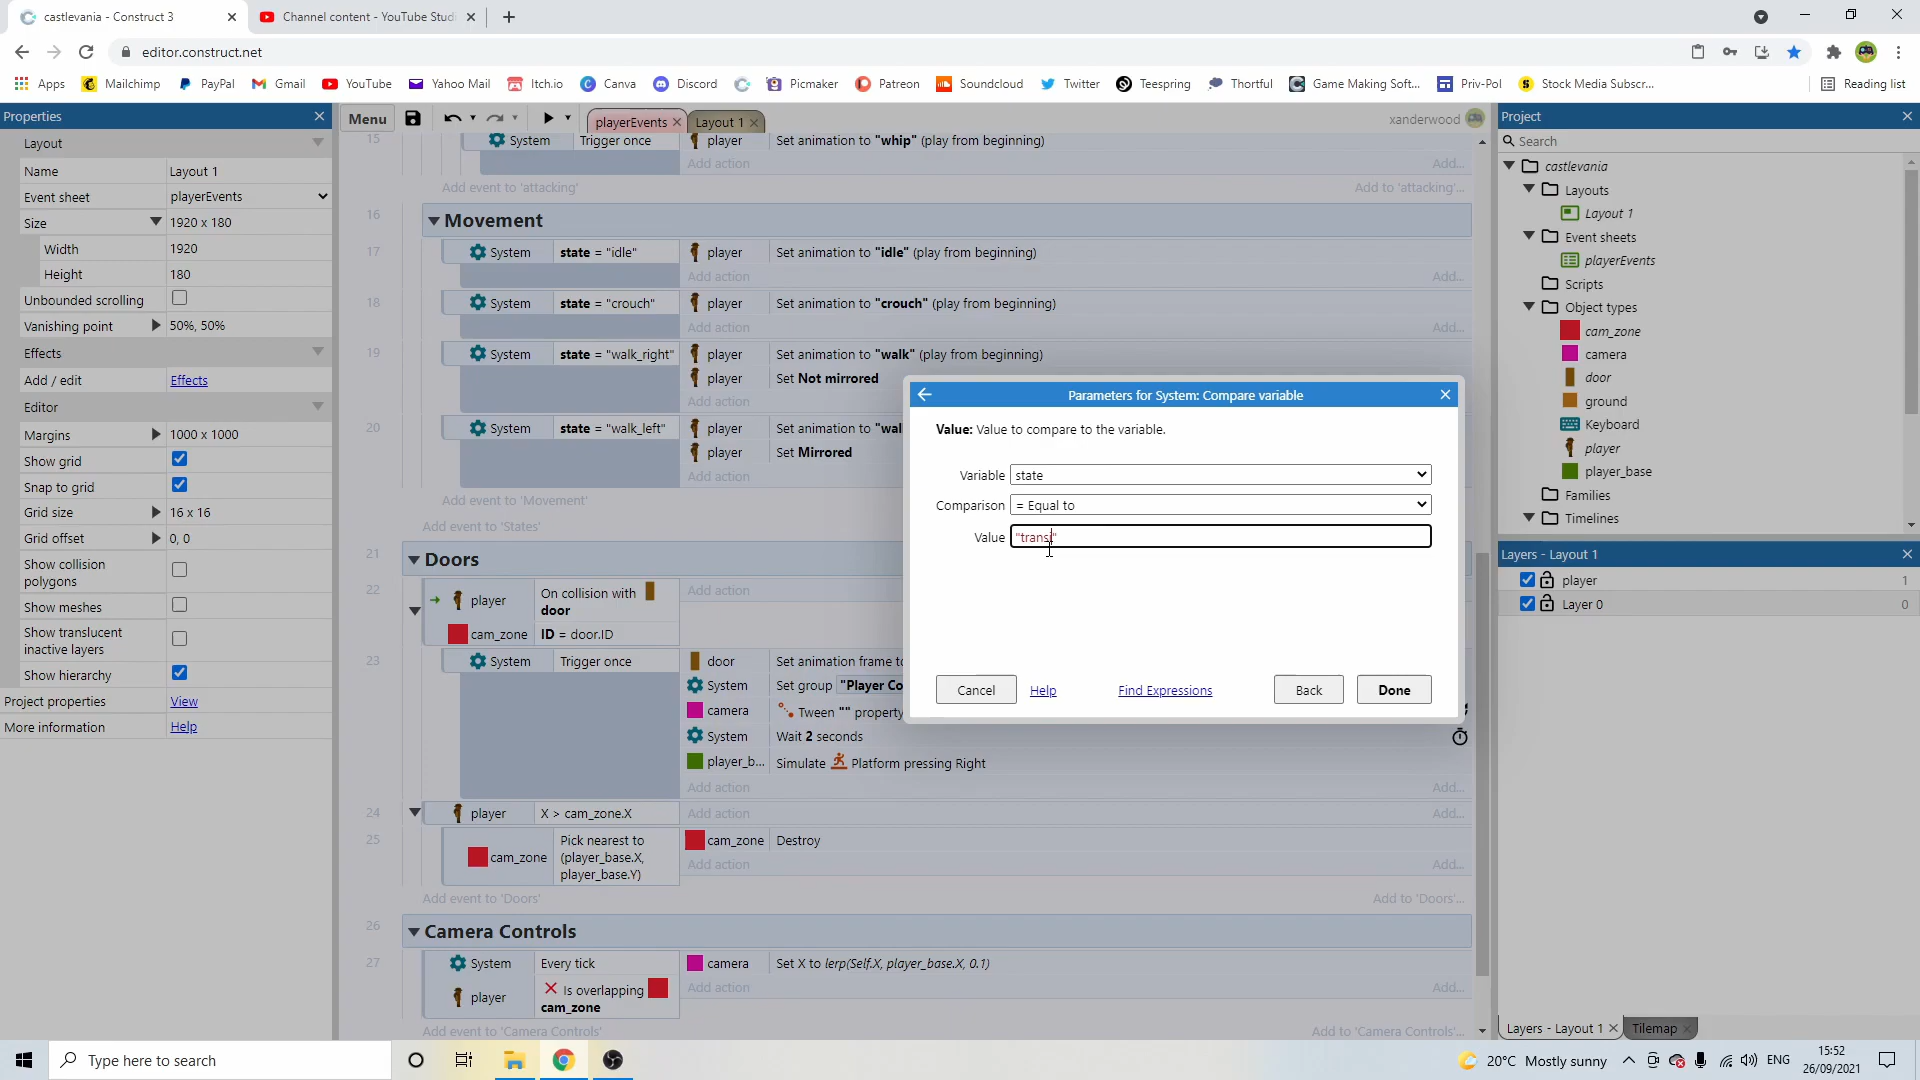 castlevania - Construct 3
Channel content - YouTube Studi
editor.construct.net
Apps Mailchimp PayPal Gmail YouTube Yahoo Mail Itch.io Canva Discord Picmaker Patreon Soundcloud Twitter Teespring Thortful Game Making Soft... Priv-Pol Stock Media Subscr... Reading list
Properties
Layout
Name Layout 1
Event sheet playerEvents
Size 1920 x 180
Width 1920
Height 180
Unbounded scrolling
Vanishing point 50%, 50%
Effects
Add / edit Effects
Editor
Margins 1000 x 1000
Show grid
Snap to grid
Grid size 16 x 16
Grid offset 0, 0
Show collision
polygons
Show meshes
Show translucent
inactive layers
Show hierarchy
Project properties View
More information Help
Menu
playerEvents
Layout 1
xanderwood
15 System Trigger once player Set animation to "whip" (play from beginning)
Add action Add...
Add event to 'attacking' Add to 'attacking'...
16 Movement
17 System state = "idle" player Set animation to "idle" (play from beginning)
Add action Add...
18 System state = "crouch" player Set animation to "crouch" (play from beginning)
Add action Add...
19 System state = "walk_right" player Set animation to "walk" (play from beginning)
player Set Not mirrored
Add action
20 System state = "walk_left" player Set animation to "wal
player Set Mirrored
Add action
Add event to 'Movement'
Add event to 'States'
21 Doors
22 player On collision with
door
Add action
cam_zone ID = door.ID
23 System Trigger once door Set animation frame to
System Set group "Player Co
camera Tween "" property
System Wait 2 seconds
player_b... Simulate Platform pressing Right
Add action Add...
24 player X > cam_zone.X Add action Add...
25 cam_zone Pick nearest to
(player_base.X,
player_base.Y)
cam_zone Destroy
Add action Add...
Add event to 'Doors' Add to 'Doors'...
26 Camera Controls
27 System Every tick camera Set X to lerp(Self.X, player_base.X, 0.1)
player Is overlapping
cam_zone
Add action Add...
Add event to 'Camera Controls' Add to 'Camera Controls'...
Parameters for System: Compare variable
Value: Value to compare to the variable.
Variable state
Comparison = Equal to
Value "transi"
Cancel Help Find Expressions Back Done
Project
Search
castlevania
Layouts
Layout 1
Event sheets
playerEvents
Scripts
Object types
cam_zone
camera
door
ground
Keyboard
player
player_base
Families
Timelines
Layers - Layout 1
player 1
Layer 0 0
Layers - Layout 1 Tilemap
Type here to search
20°C Mostly sunny
ENG
15:52
26/09/2021